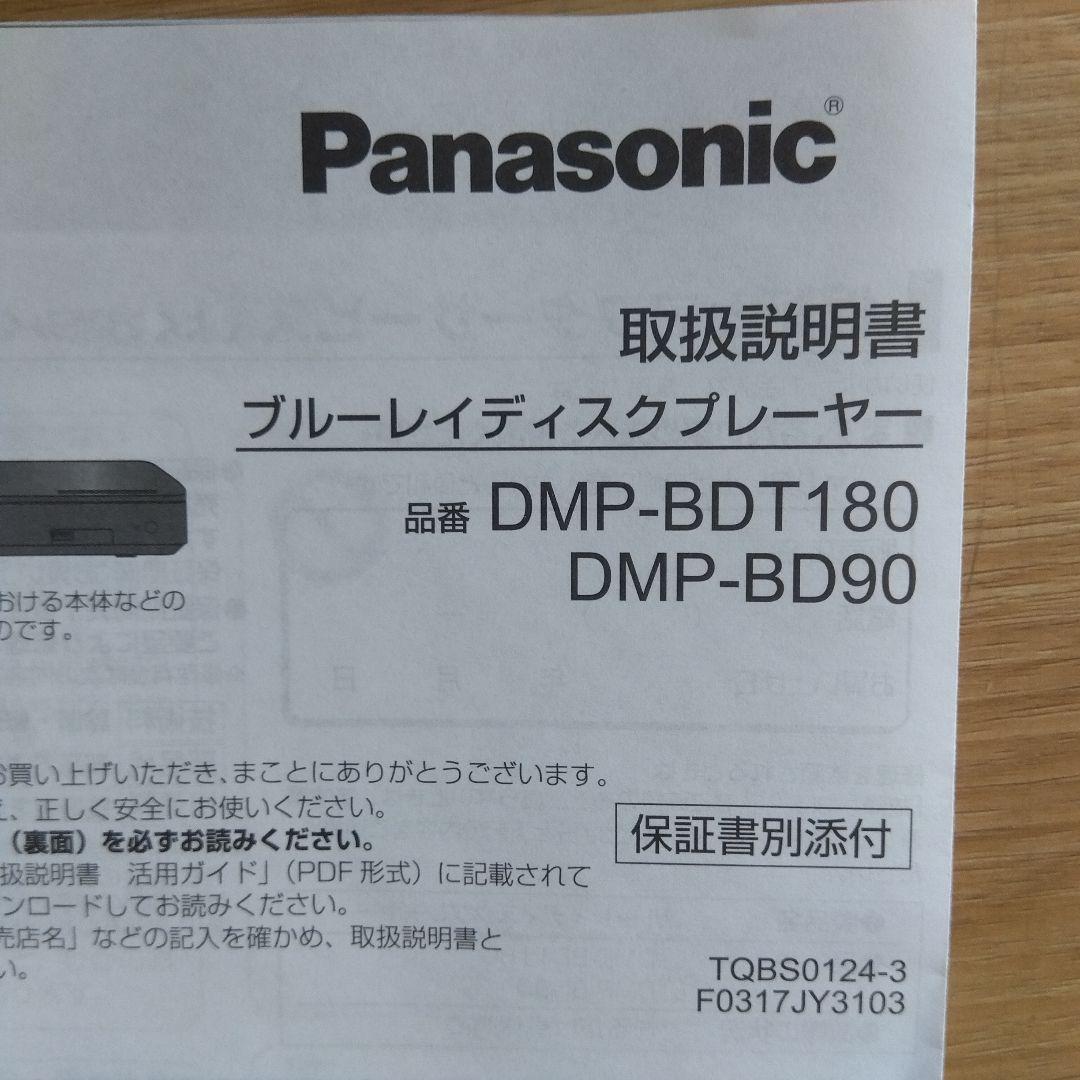 Panasonic®
取扱説明書
ブルーレイディスクプレーヤー
品番 DMP-BDT180
DMP-BD90
おける本体などの
のです。
お買い上げいただき、まことにありがとうございます。
え、正しく安全にお使いください。
(裏面)を必ずお読みください。
扱説明書 活用ガイド」(PDF 形式)に記載されて
ンロードしてお読みください。
売店名」などの記入を確かめ、取扱説明書と
い。
保証書別添付
TQBS0124-3
F0317JY3103